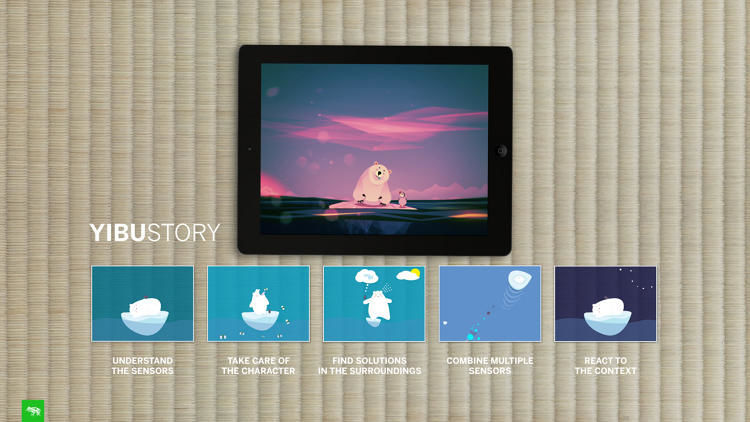 YIBUSTORY
UNDERSTAND
THE SENSORS
TAKE CARE OF
THE CHARACTER
FIND SOLUTIONS
IN THE SURROUNDINGS
COMBINE MULTIPLE
SENSORS
REACT TO
THE CONTEXT